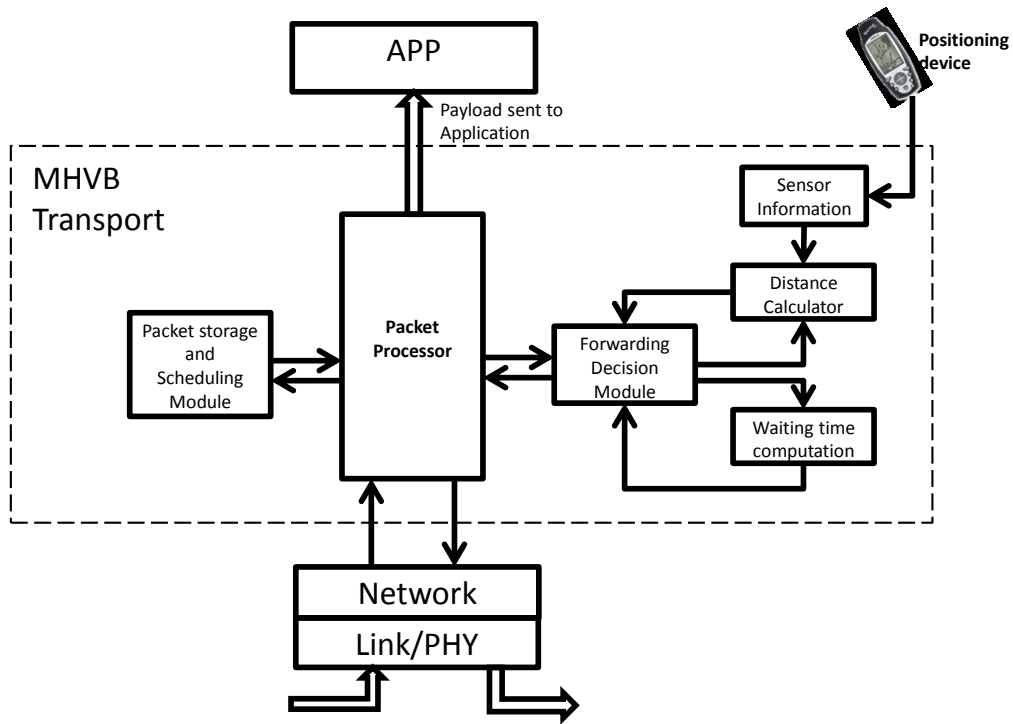 APP
Positioning
device
Payload sent to
Application
MHVB
Transport
Sensor
Information
Distance
Calculator
Packet storage
and
Scheduling
Module
Packet
Processor
Forwarding
Decision
Module
Waiting time
computation
Network
Link/PHY